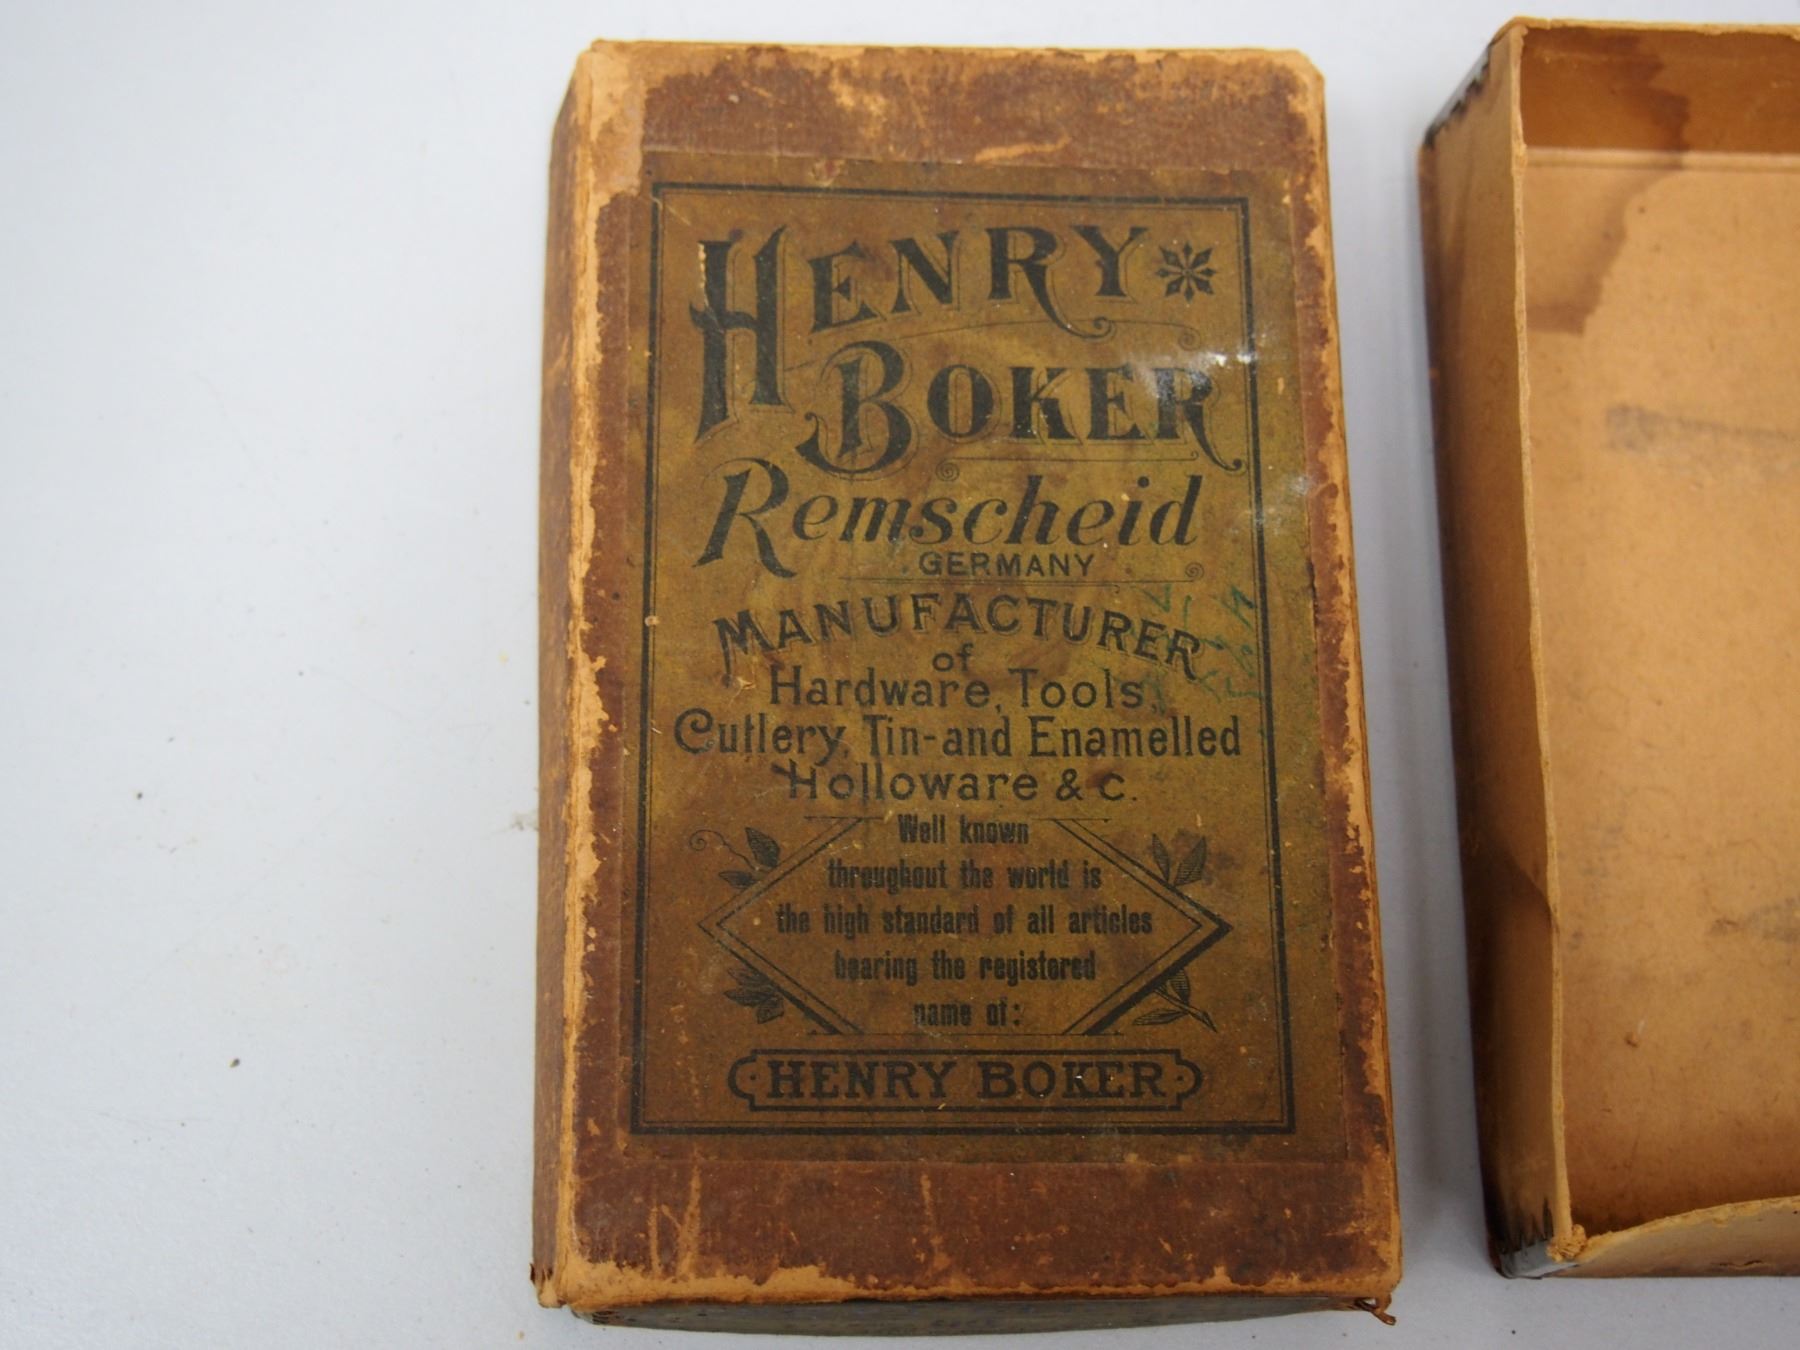 HENRY
BOKER
Remscheid
GERMANY
MANUFACTURER
of
Hardware, Tools,
Cutlery, Tin-and Enamelled
Holloware & c.
Well known
throughout the world is
the high standard of all articles
bearing the registered
name of:
HENRY BOKER